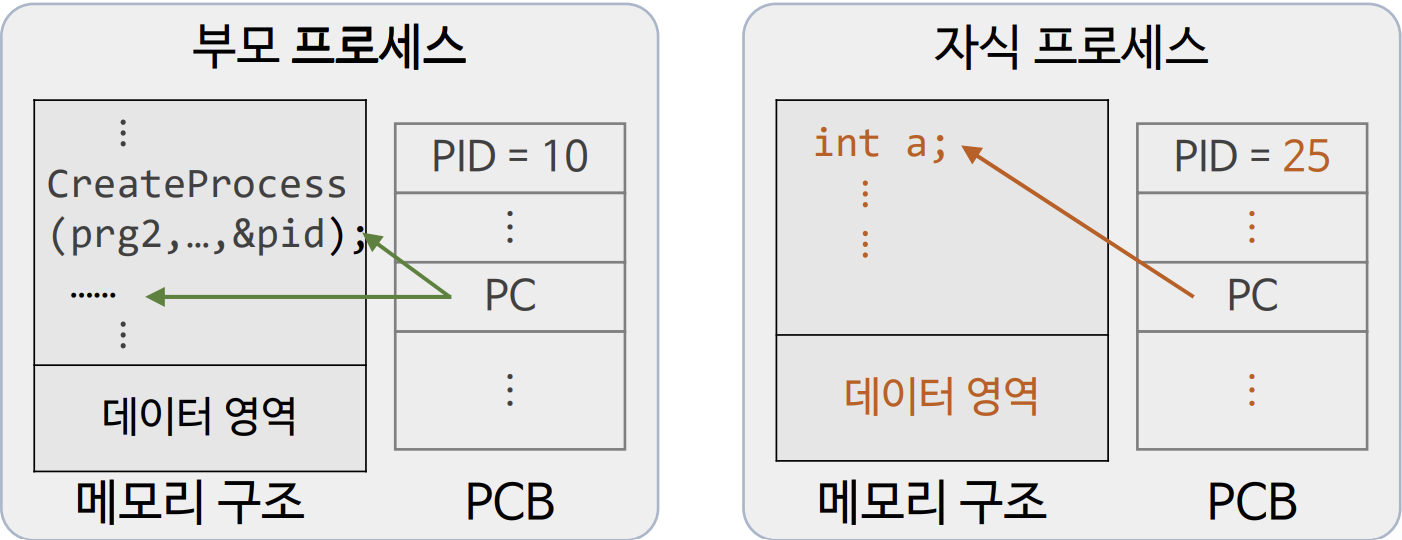 부모 프로세스
⋮
CreateProcess
(prg2,…,&pid);
……
⋮
데이터 영역
메모리 구조
PID = 10
⋮
PC
⋮
PCB
자식 프로세스
int a;
⋮
⋮
데이터 영역
메모리 구조
PID = 25
⋮
PC
⋮
PCB